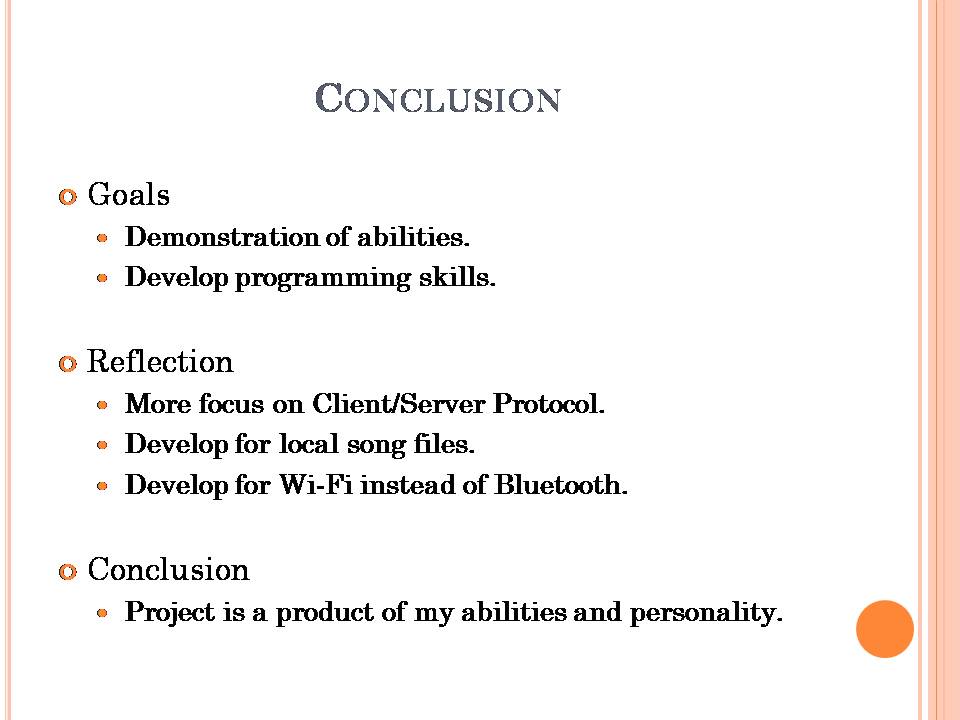 Conclusion
Goals
Demonstration of abilities.
Develop programming skills.
Reflection
More focus on Client/Server Protocol.
Develop for local song files.
Develop for Wi-Fi instead of Bluetooth.
Conclusion
Project is a product of my abilities and personality.